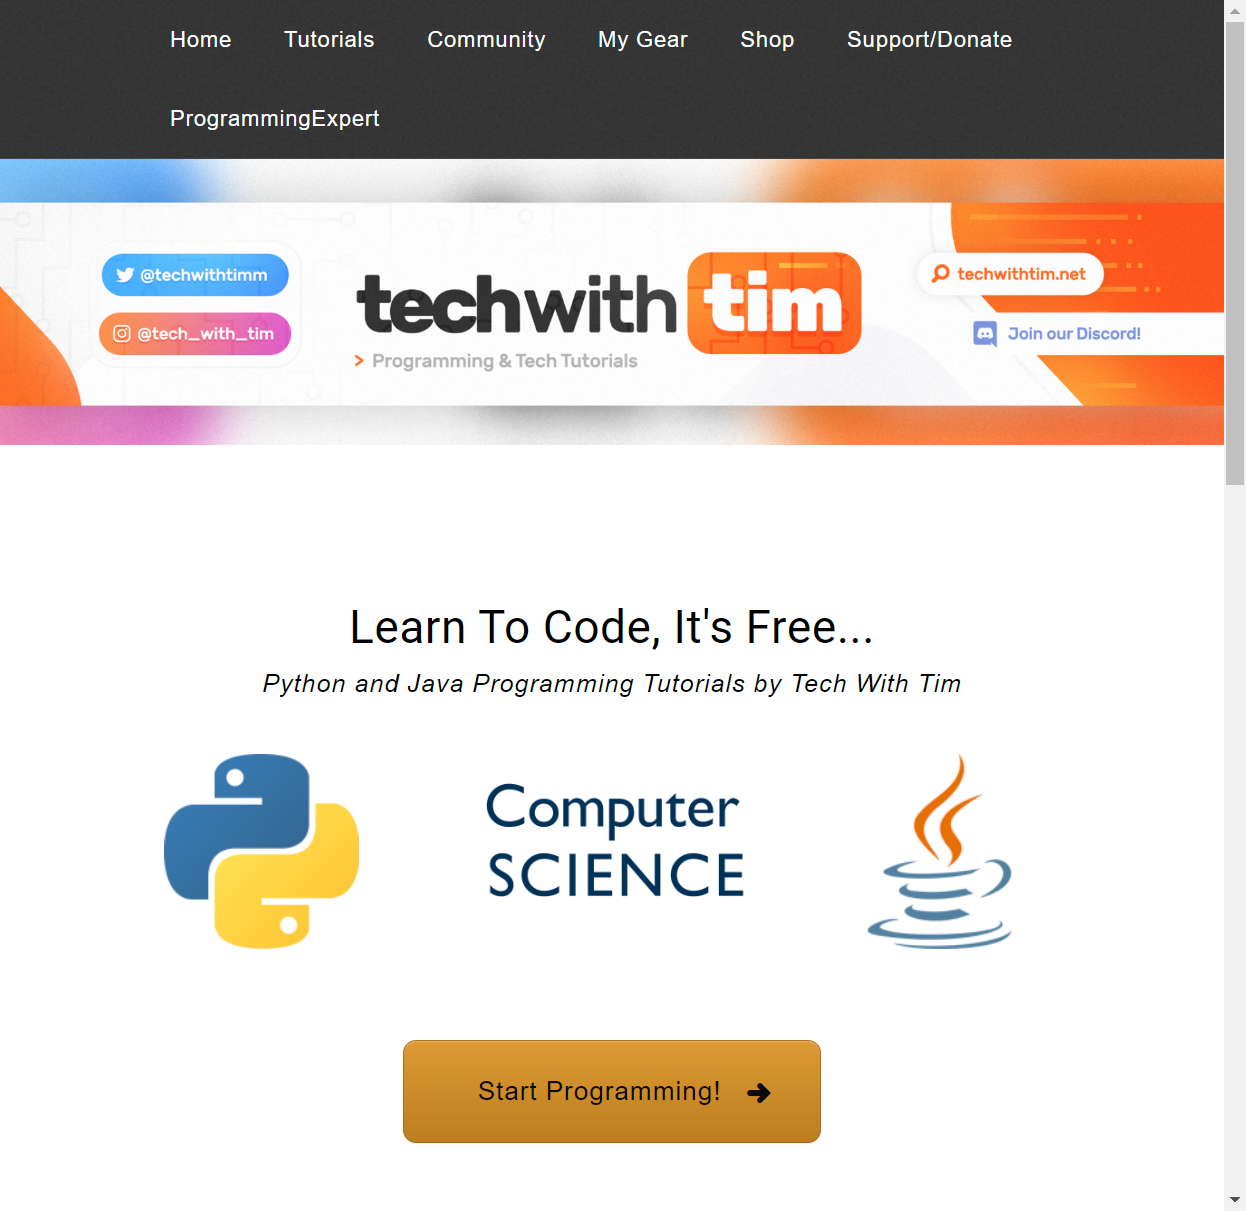 Home Tutorials Community My Gear Shop Support/Donate
ProgrammingExpert
@techwithtimm
@tech_with_tim
techwith tim
> Programming & Tech Tutorials
techwithtim.net
Join our Discord!
Learn To Code, It's Free...
Python and Java Programming Tutorials by Tech With Tim
Computer
SCIENCE
Start Programming!